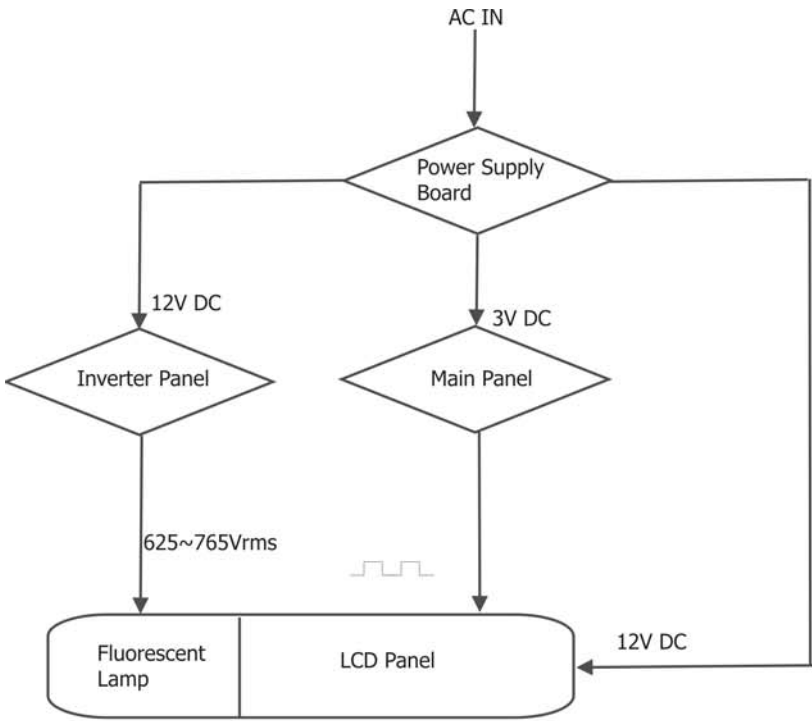 AC IN
Power Supply
Board
12V DC
3V DC
Inverter Panel
Main Panel
625~765Vrms
Fluorescent
Lamp
LCD Panel
12V DC